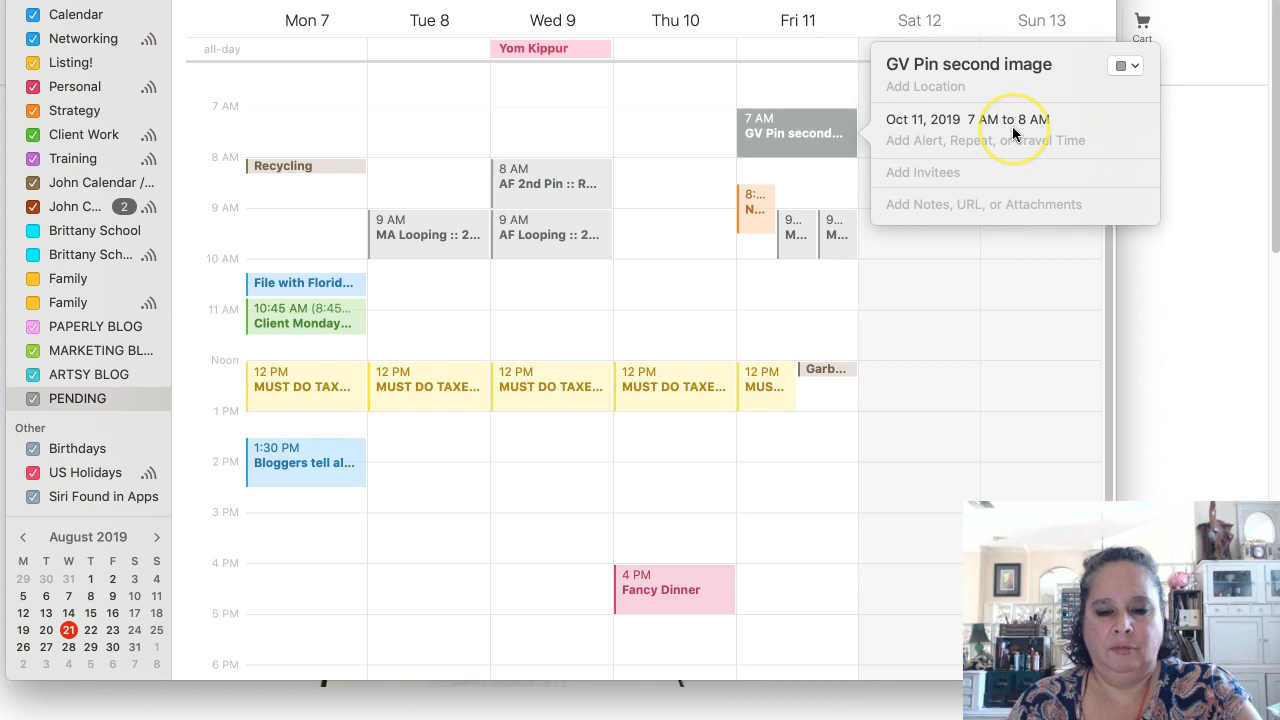 Calendar
Networking
Listing!
Personal
Strategy
Client Work
Training
John Calendar /...
John C... 2
Brittany School
Brittany Sch...
Family
Family
PAPERLY BLOG
MARKETING BL...
ARTSY BLOG
PENDING
Other
Birthdays
US Holidays
Siri Found in Apps
August 2019
M T W T F S S
29 30 31 1 2 3 4
5 6 7 8 9 10 11
12 13 14 15 16 17 18
19 20 21 22 23 24 25
26 27 28 29 30 31 1
2 3 4 5 6 7 8
Mon 7 Tue 8 Wed 9 Thu 10 Fri 11 Sat 12 Sun 13
all-day
Yom Kippur
7 AM
8 AM
9 AM
10 AM
11 AM
Noon
1 PM
2 PM
3 PM
4 PM
5 PM
6 PM
Recycling
File with Florid...
10:45 AM (8:45...
Client Monday...
12 PM
MUST DO TAX...
1:30 PM
Bloggers tell al...
9 AM
MA Looping :: 2...
12 PM
MUST DO TAXE...
8 AM
AF 2nd Pin :: R...
9 AM
AF Looping :: 2...
12 PM
MUST DO TAXE...
12 PM
MUST DO TAXE...
4 PM
Fancy Dinner
7 AM
GV Pin second...
8:...
N...
9...
M...
9...
M...
12 PM
MUS...
Garb...
Cart
GV Pin second image
Add Location
Oct 11, 2019 7 AM to 8 AM
Add Alert, Repeat, or Travel Time
Add Invitees
Add Notes, URL, or Attachments